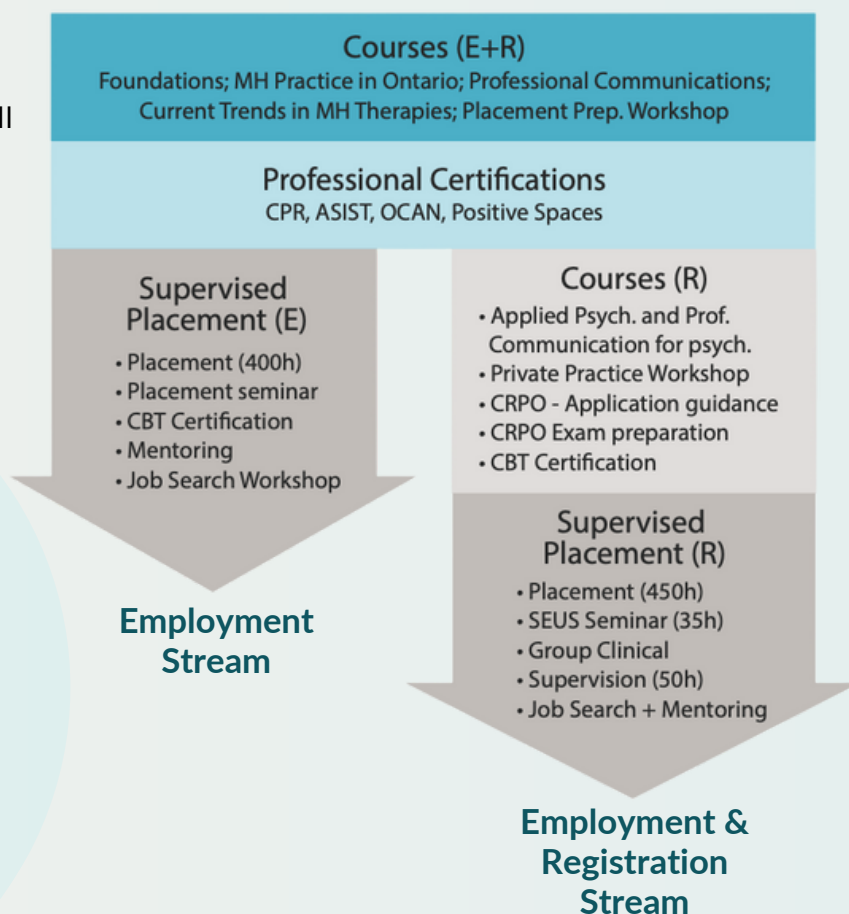 ll
Courses (E+R)
Foundations; MH Practice in Ontario; Professional Communications;
Current Trends in MH Therapies; Placement Prep. Workshop
Professional Certifications
CPR, ASIST, OCAN, Positive Spaces
Supervised
Placement (E)
• Placement (400h)
• Placement seminar
• CBT Certification
• Mentoring
• Job Search Workshop
Employment
Stream
Courses (R)
• Applied Psych. and Prof.
Communication for psych.
• Private Practice Workshop
• CRPO - Application guidance
• CRPO Exam preparation
• CBT Certification
Supervised
Placement (R)
• Placement (450h)
• SEUS Seminar (35h)
• Group Clinical
• Supervision (50h)
• Job Search + Mentoring
Employment &
Registration
Stream